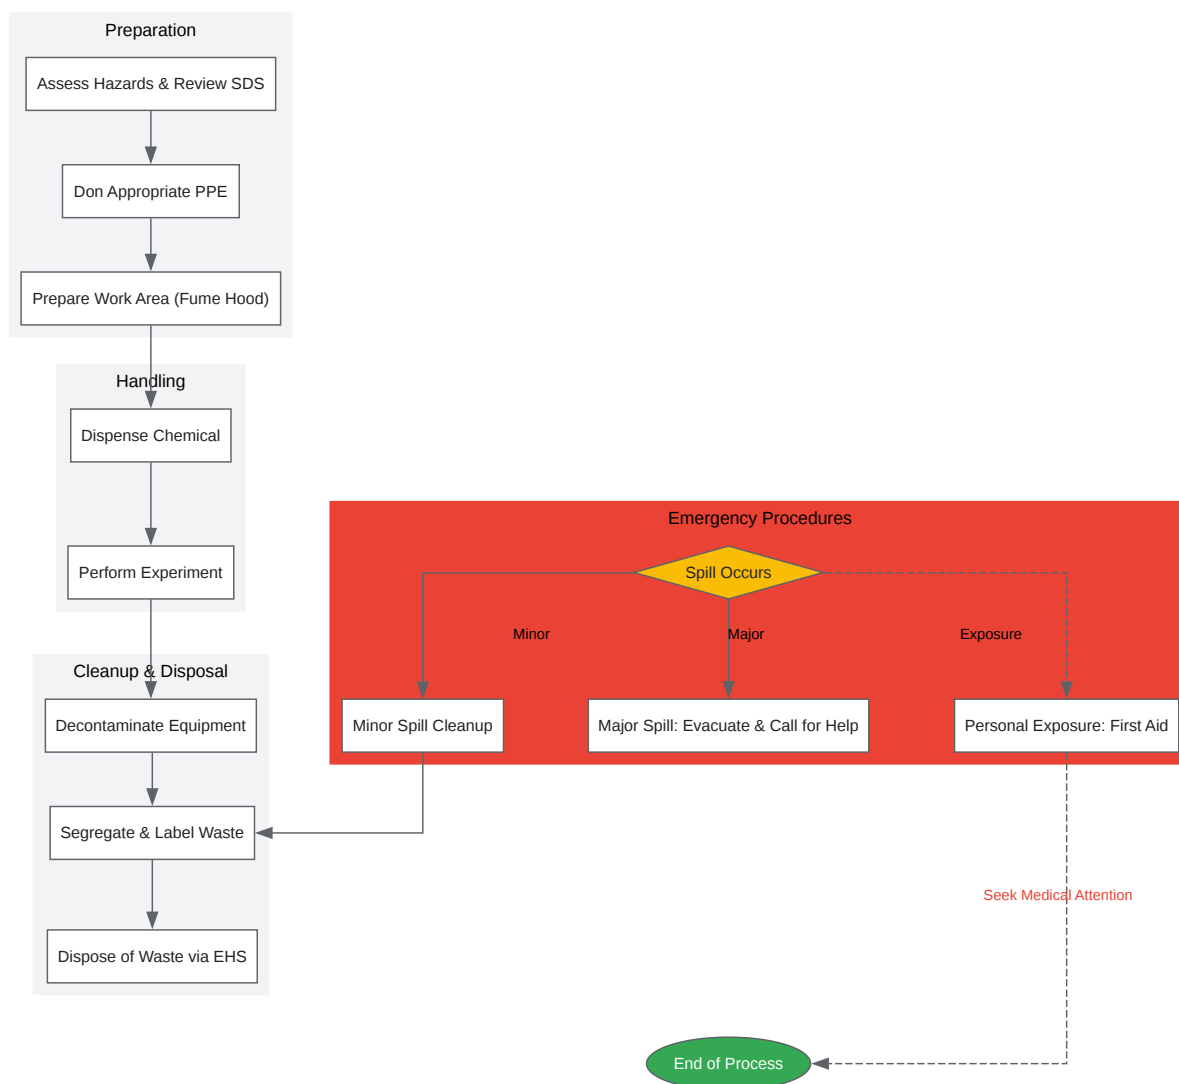 Preparation
Assess Hazards & Review SDS
Don Appropriate PPE
Prepare Work Area (Fume Hood)
Handling
Dispense Chemical
Perform Experiment
Emergency Procedures
Spill Occurs
Minor
Major
Exposure
Cleanup & Disposal
Decontaminate Equipment
Minor Spill Cleanup
Major Spill: Evacuate & Call for Help
Personal Exposure: First Aid
Segregate & Label Waste
Seek Medical Attention
Dispose of Waste via EHS
End of Process